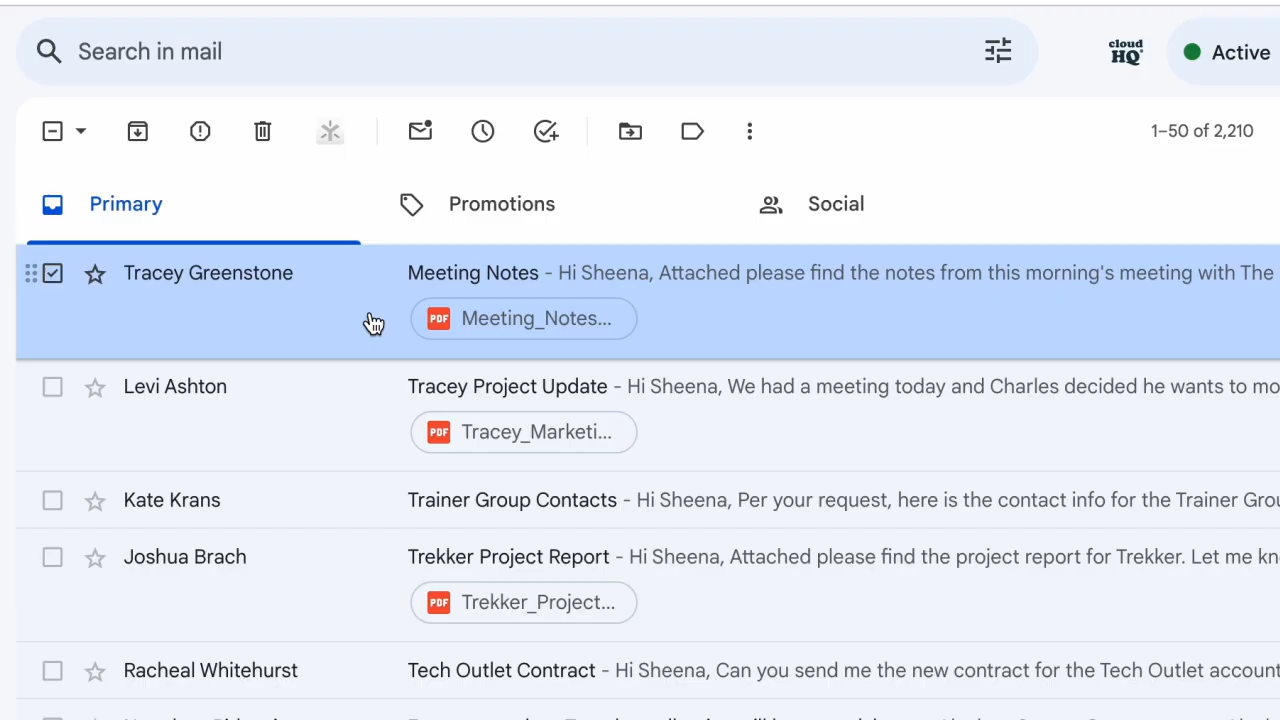 Search in mail
cloud HQ
Active
1–50 of 2,210
Primary
Promotions
Social
Tracey Greenstone
Meeting Notes - Hi Sheena, Attached please find the notes from this morning's meeting with The
PDF Meeting_Notes...
Levi Ashton
Tracey Project Update - Hi Sheena, We had a meeting today and Charles decided he wants to mo
PDF Tracey_Marketi...
Kate Krans
Trainer Group Contacts - Hi Sheena, Per your request, here is the contact info for the Trainer Grou
Joshua Brach
Trekker Project Report - Hi Sheena, Attached please find the project report for Trekker. Let me kn
PDF Trekker_Project...
Racheal Whitehurst
Tech Outlet Contract - Hi Sheena, Can you send me the new contract for the Tech Outlet account